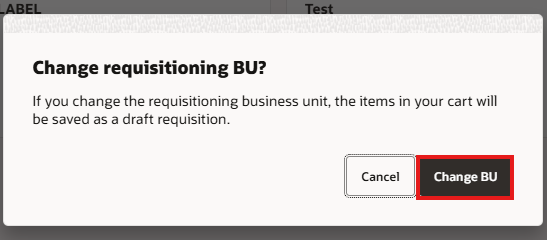 LABEL
Test
Change requisitioning BU?
If you change the requisitioning business unit, the items in your cart will
be saved as a draft requisition.
Cancel
Change BU